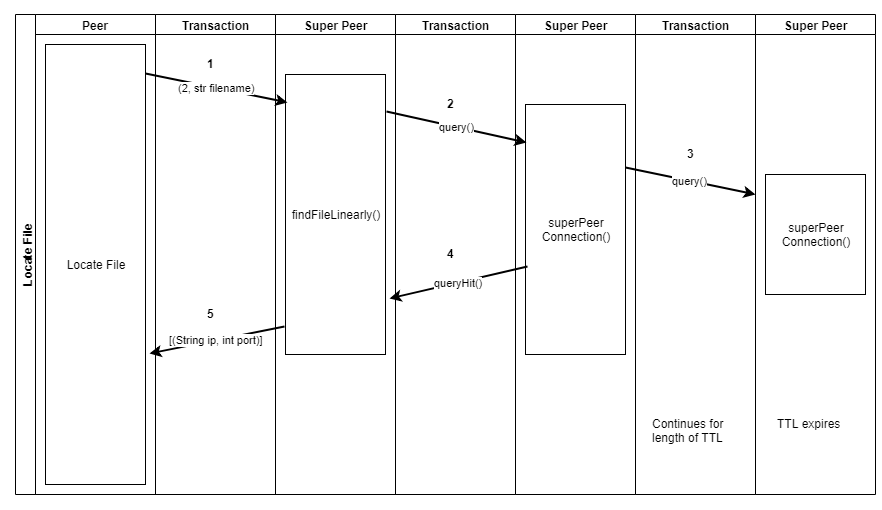 Peer
Transaction
Super Peer
Transaction
Super Peer
Transaction
Super Peer
Locate File
Locate File
1
(2, str filename)
findFileLinearly()
2
query()
superPeer
Connection()
3
query()
superPeer
Connection()
4
queryHit()
5
[(String ip, int port)]
Continues for
length of TTL
TTL expires